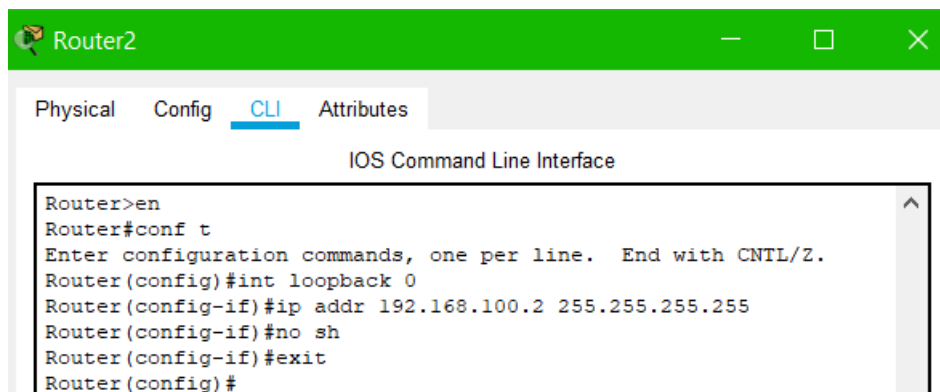 Router2
Physical Config CLI Attributes
IOS Command Line Interface
Router>en
Router#conf t
Enter configuration commands, one per line.  End with CNTL/Z.
Router(config)#int loopback 0
Router(config-if)#ip addr 192.168.100.2 255.255.255.255
Router(config-if)#no sh
Router(config-if)#exit
Router(config)#